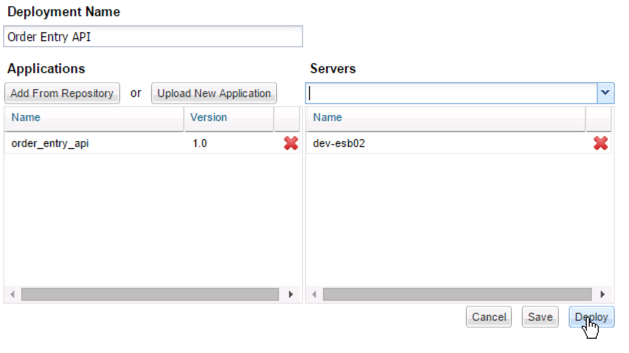 Deployment Name
Order Entry API
Applications
Servers
Add From Repository or Upload New Application
Name Version
Name
order_entry_api 1.0
dev-esb02
Cancel Save Deploy